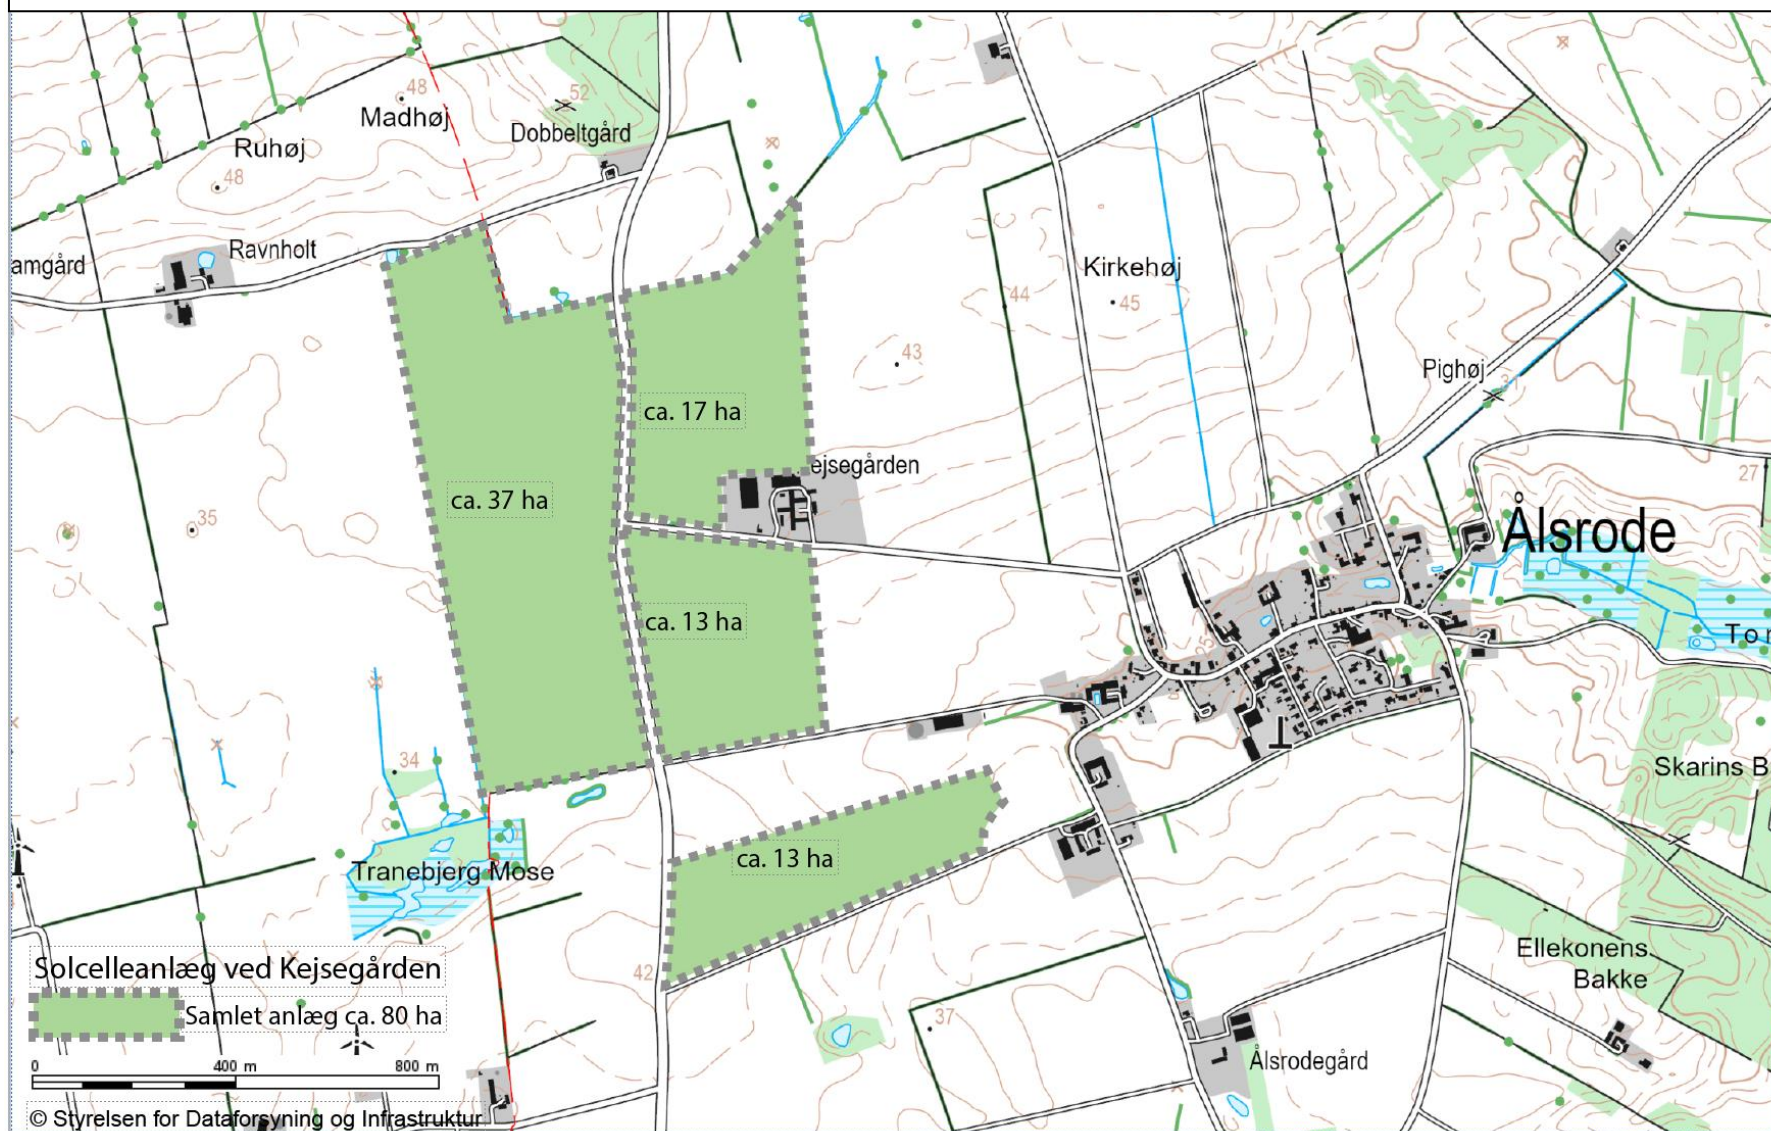 52
48
Madhøj
Dobbeltgård
Ruhøj
48
Ravnholt
amgård
Kirkehøj
44
45
43
Pighøj
31
ca. 17 ha
ejsegården
27
ca. 37 ha
35
Ålsrode
ca. 13 ha
Tor
34
Skarins B
ca. 13 ha
Tranebjerg Mose
Ellekonens
Bakke
42
Solcelleanlæg ved Kejsegården
Samlet anlæg ca. 80 ha
37
0 400 m 800 m
Ålsrodegård
© Styrelsen for Dataforsyning og Infrastruktur